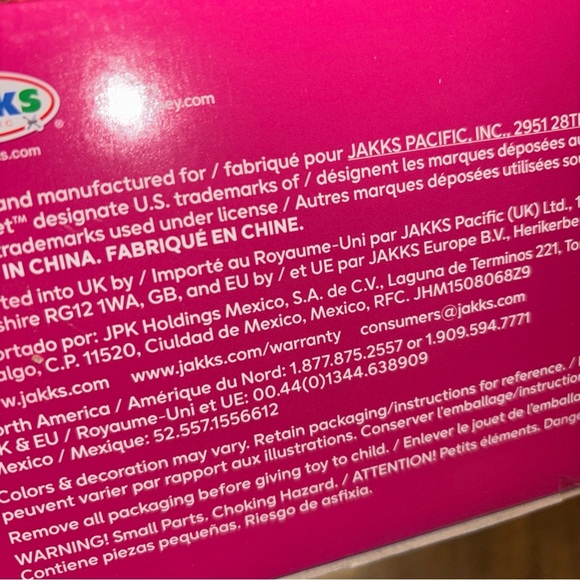 KS
®
ey.com
s.com
and manufactured for / fabriqué pour JAKKS PACIFIC, INC., 2951 28T
et™ designate U.S. trademarks of / désignent les marques déposées au
trademarks used under license / Autres marques déposées utilisées so
IN CHINA. FABRIQUÉ EN CHINE.
ted into UK by / Importé au Royaume-Uni par JAKKS Pacific (UK) Ltd., 1
shire RG12 1WA, GB, and EU by / et UE par JAKKS Europe B.V., Herikerbe
ortado por: JPK Holdings Mexico, S.A. de C.V., Laguna de Terminos 221, To
algo, C.P. 11520, Ciuldad de Mexico, Mexico, RFC. JHM1508068Z9
w.jakks.com www.jakks.com/warranty consumers@jakks.com
orth America / Amérique du Nord: 1.877.875.2557 or 1.909.594.7771
K & EU / Royaume-Uni et UE: 00.44(0)1344.638909
Mexico / Mexique: 52.557.1556612
Colors & decoration may vary. Retain packaging/instructions for reference. /
peuvent varier par rapport aux illustrations. Conserver l'emballage/instruction
Remove all packaging before giving toy to child. / Enlever le jouet de l'emballa
WARNING! Small Parts. Choking Hazard. / ATTENTION! Petits éléments. Dang
Contiene piezas pequeñas. Riesgo de asfixia.